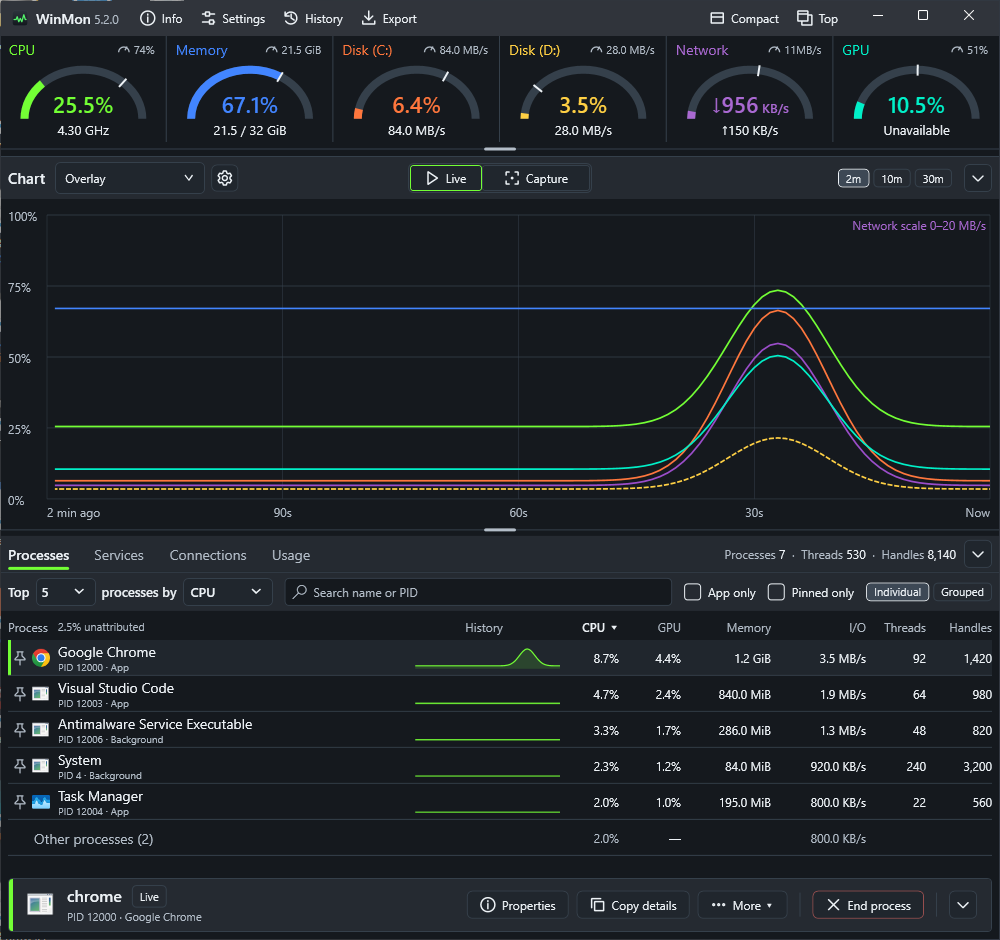 WinMon 5.2.0 Info Settings History Export Compact Top
CPU 74% Memory 21.5 GiB Disk (C:) 84.0 MB/s Disk (D:) 28.0 MB/s Network 11MB/s GPU 51%
25.5% 67.1% 6.4% 3.5% ↓956 KB/s 10.5%
4.30 GHz 21.5 / 32 GiB 84.0 MB/s 28.0 MB/s ↑150 KB/s Unavailable
Chart Overlay Live Capture 2m 10m 30m
100%
Network scale 0–20 MB/s
75%
50%
25%
0%
2 min ago 90s 60s 30s Now
Processes Services Connections Usage Processes 7 · Threads 530 · Handles 8,140
Top 5 processes by CPU Search name or PID App only Pinned only Individual Grouped
Process 2.5% unattributed History CPU ▼ GPU Memory I/O Threads Handles
Google Chrome
PID 12000 · App
8.7% 4.4% 1.2 GiB 3.5 MB/s 92 1,420
Visual Studio Code
PID 12003 · App
4.7% 2.4% 840.0 MiB 1.9 MB/s 64 980
Antimalware Service Executable
PID 12006 · Background
3.3% 1.7% 286.0 MiB 1.3 MB/s 48 820
System
PID 4 · Background
2.3% 1.2% 84.0 MiB 920.0 KB/s 240 3,200
Task Manager
PID 12004 · App
2.0% 1.0% 195.0 MiB 800.0 KB/s 22 560
Other processes (2) 2.0% — 800.0 KB/s
chrome Live
PID 12000 · Google Chrome
Properties Copy details More ▾ End process